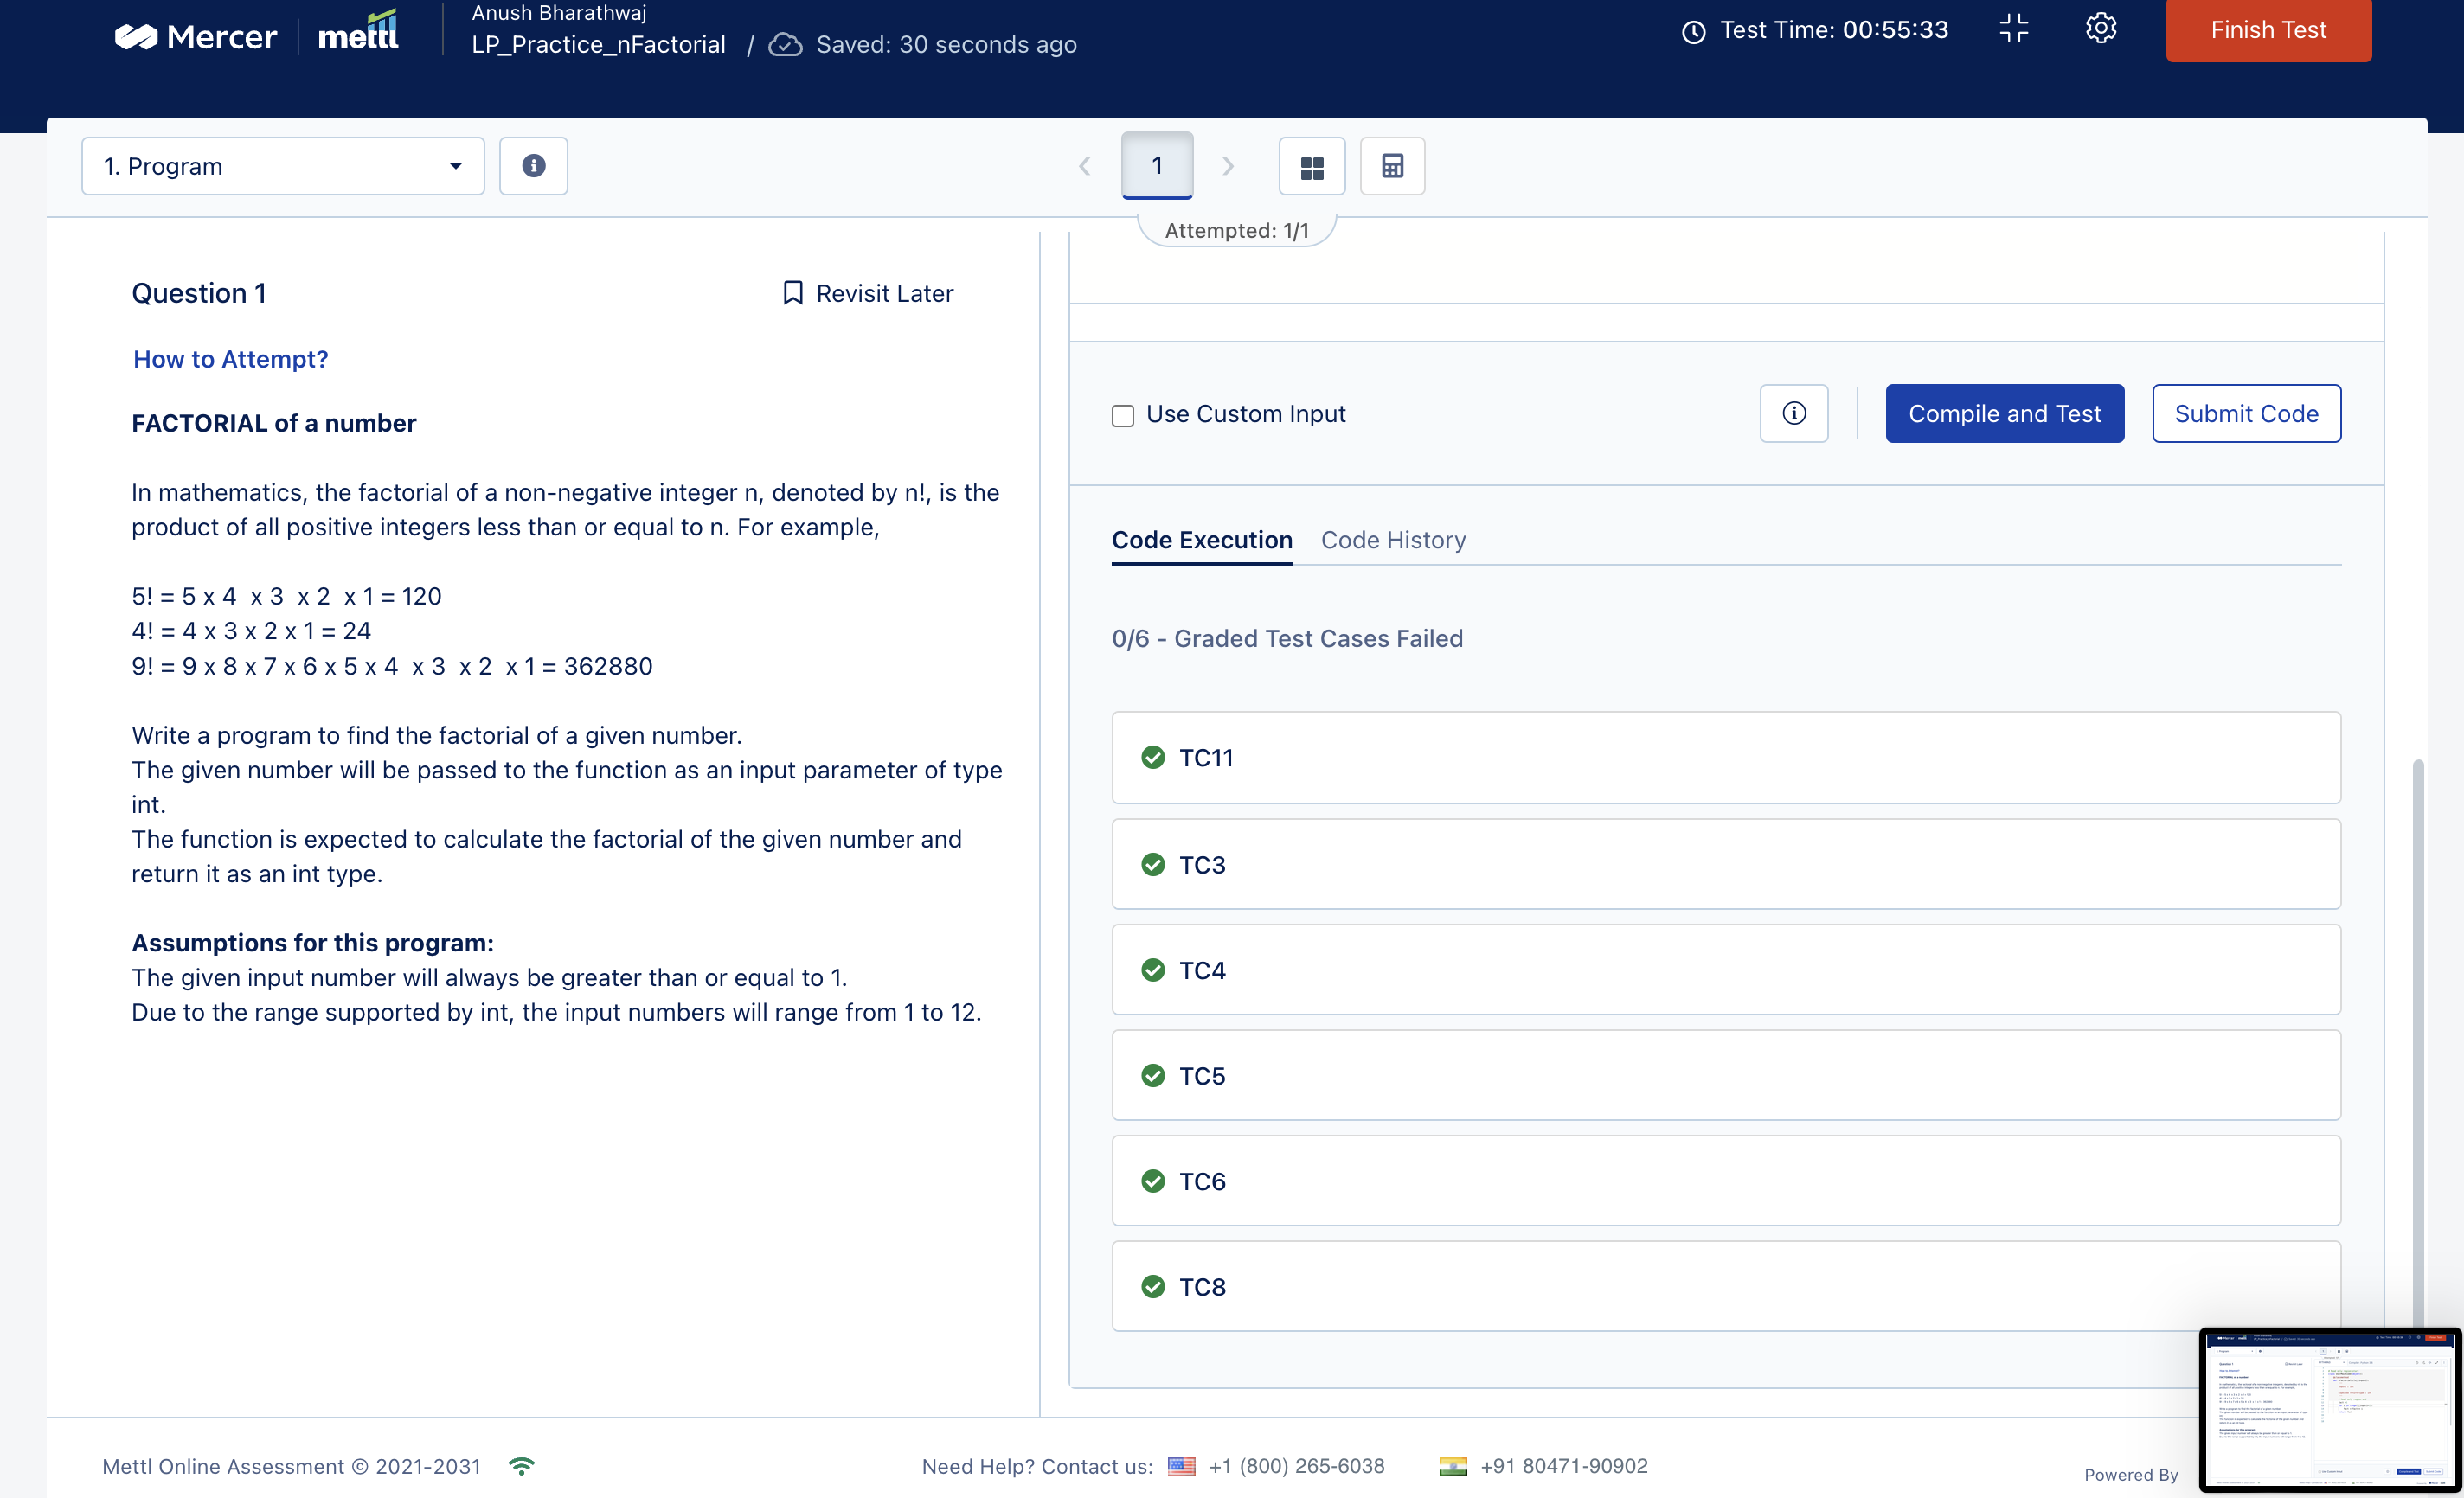 Mercer
mettl
Anush Bharathwaj
LP_Practice_nFactorial / Saved: 30 seconds ago
Test Time: 00:55:33
Finish Test
1. Program
1
Attempted: 1/1
Question 1
Revisit Later
How to Attempt?
FACTORIAL of a number
In mathematics, the factorial of a non-negative integer n, denoted by n!, is the
product of all positive integers less than or equal to n. For example,
5! = 5 x 4  x 3  x 2  x 1 = 120
4! = 4 x 3 x 2 x 1 = 24
9! = 9 x 8 x 7 x 6 x 5 x 4  x 3  x 2  x 1 = 362880
Write a program to find the factorial of a given number.
The given number will be passed to the function as an input parameter of type
int.
The function is expected to calculate the factorial of the given number and
return it as an int type.
Assumptions for this program:
The given input number will always be greater than or equal to 1.
Due to the range supported by int, the input numbers will range from 1 to 12.
Use Custom Input
Compile and Test
Submit Code
Code Execution
Code History
0/6 - Graded Test Cases Failed
TC11
TC3
TC4
TC5
TC6
TC8
Mettl Online Assessment © 2021-2031
Need Help? Contact us: +1 (800) 265-6038 +91 80471-90902
Powered By